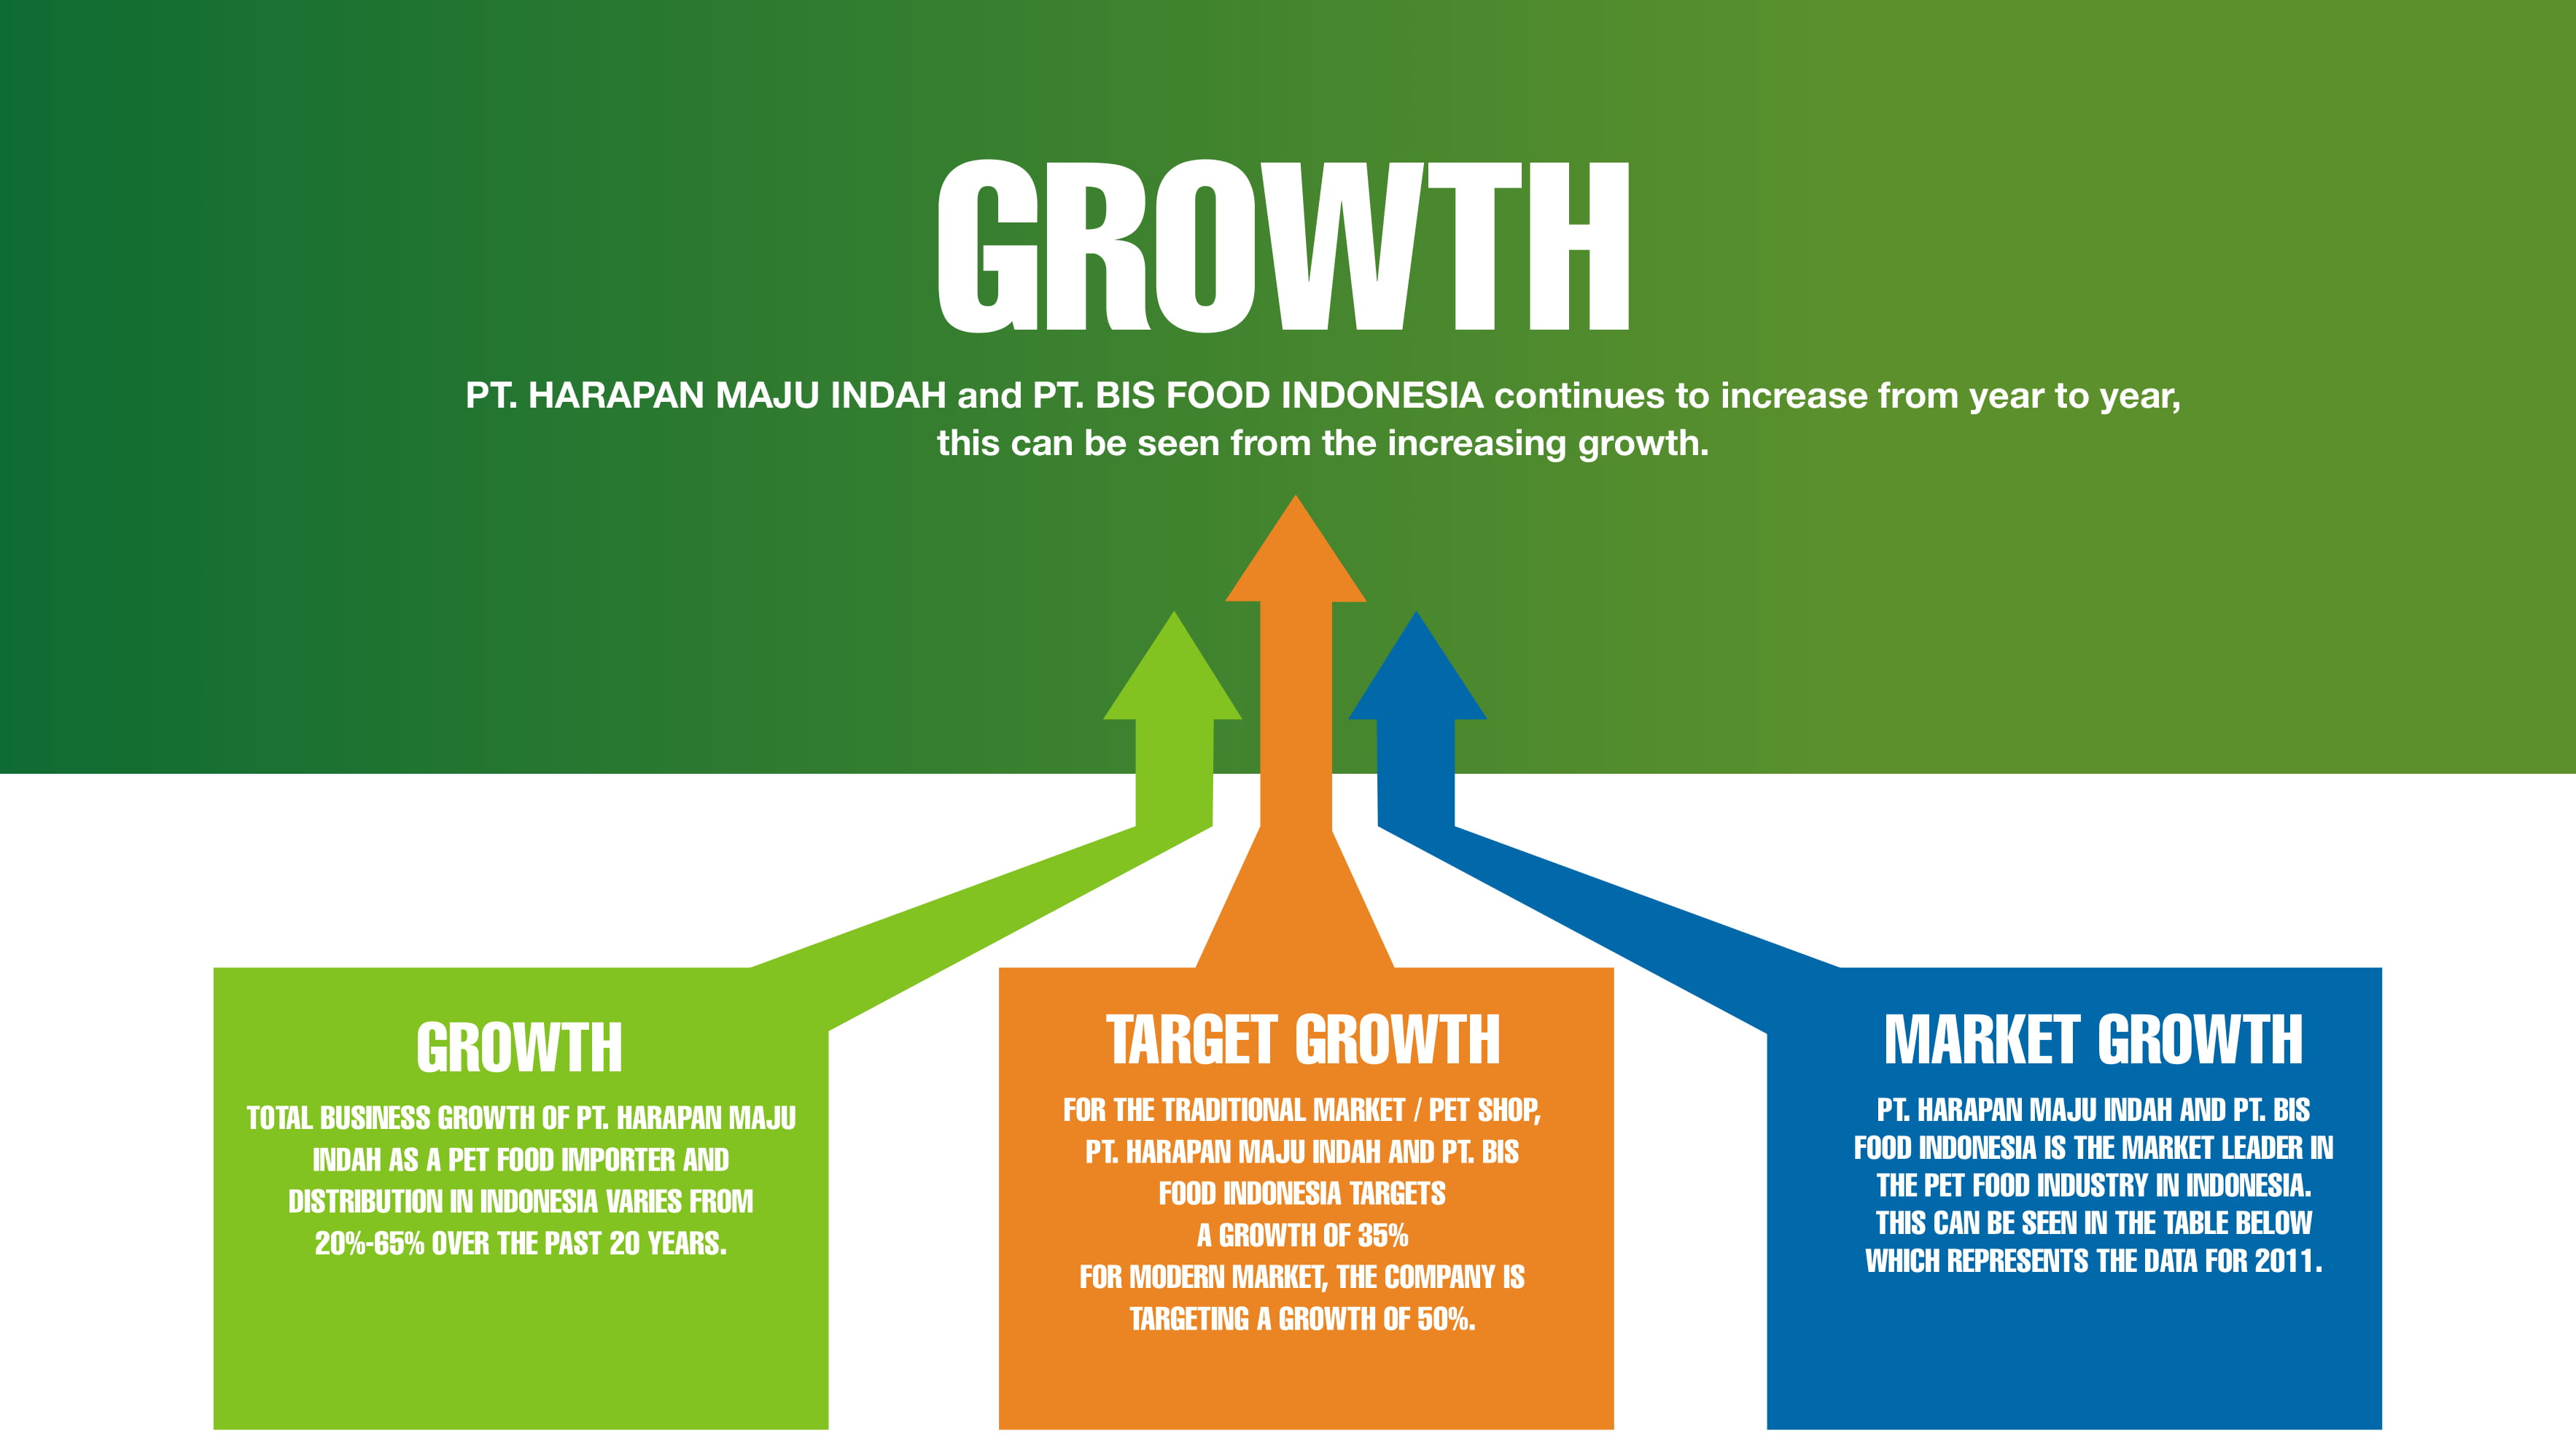 GROWTH
PT. HARAPAN MAJU INDAH and PT. BIS FOOD INDONESIA continues to increase from year to year,
this can be seen from the increasing growth.
GROWTH
TOTAL BUSINESS GROWTH OF PT. HARAPAN MAJU
INDAH AS A PET FOOD IMPORTER AND
DISTRIBUTION IN INDONESIA VARIES FROM
20%-65% OVER THE PAST 20 YEARS.
TARGET GROWTH
FOR THE TRADITIONAL MARKET / PET SHOP,
PT. HARAPAN MAJU INDAH AND PT. BIS
FOOD INDONESIA TARGETS
A GROWTH OF 35%
FOR MODERN MARKET, THE COMPANY IS
TARGETING A GROWTH OF 50%.
MARKET GROWTH
PT. HARAPAN MAJU INDAH AND PT. BIS
FOOD INDONESIA IS THE MARKET LEADER IN
THE PET FOOD INDUSTRY IN INDONESIA.
THIS CAN BE SEEN IN THE TABLE BELOW
WHICH REPRESENTS THE DATA FOR 2011.